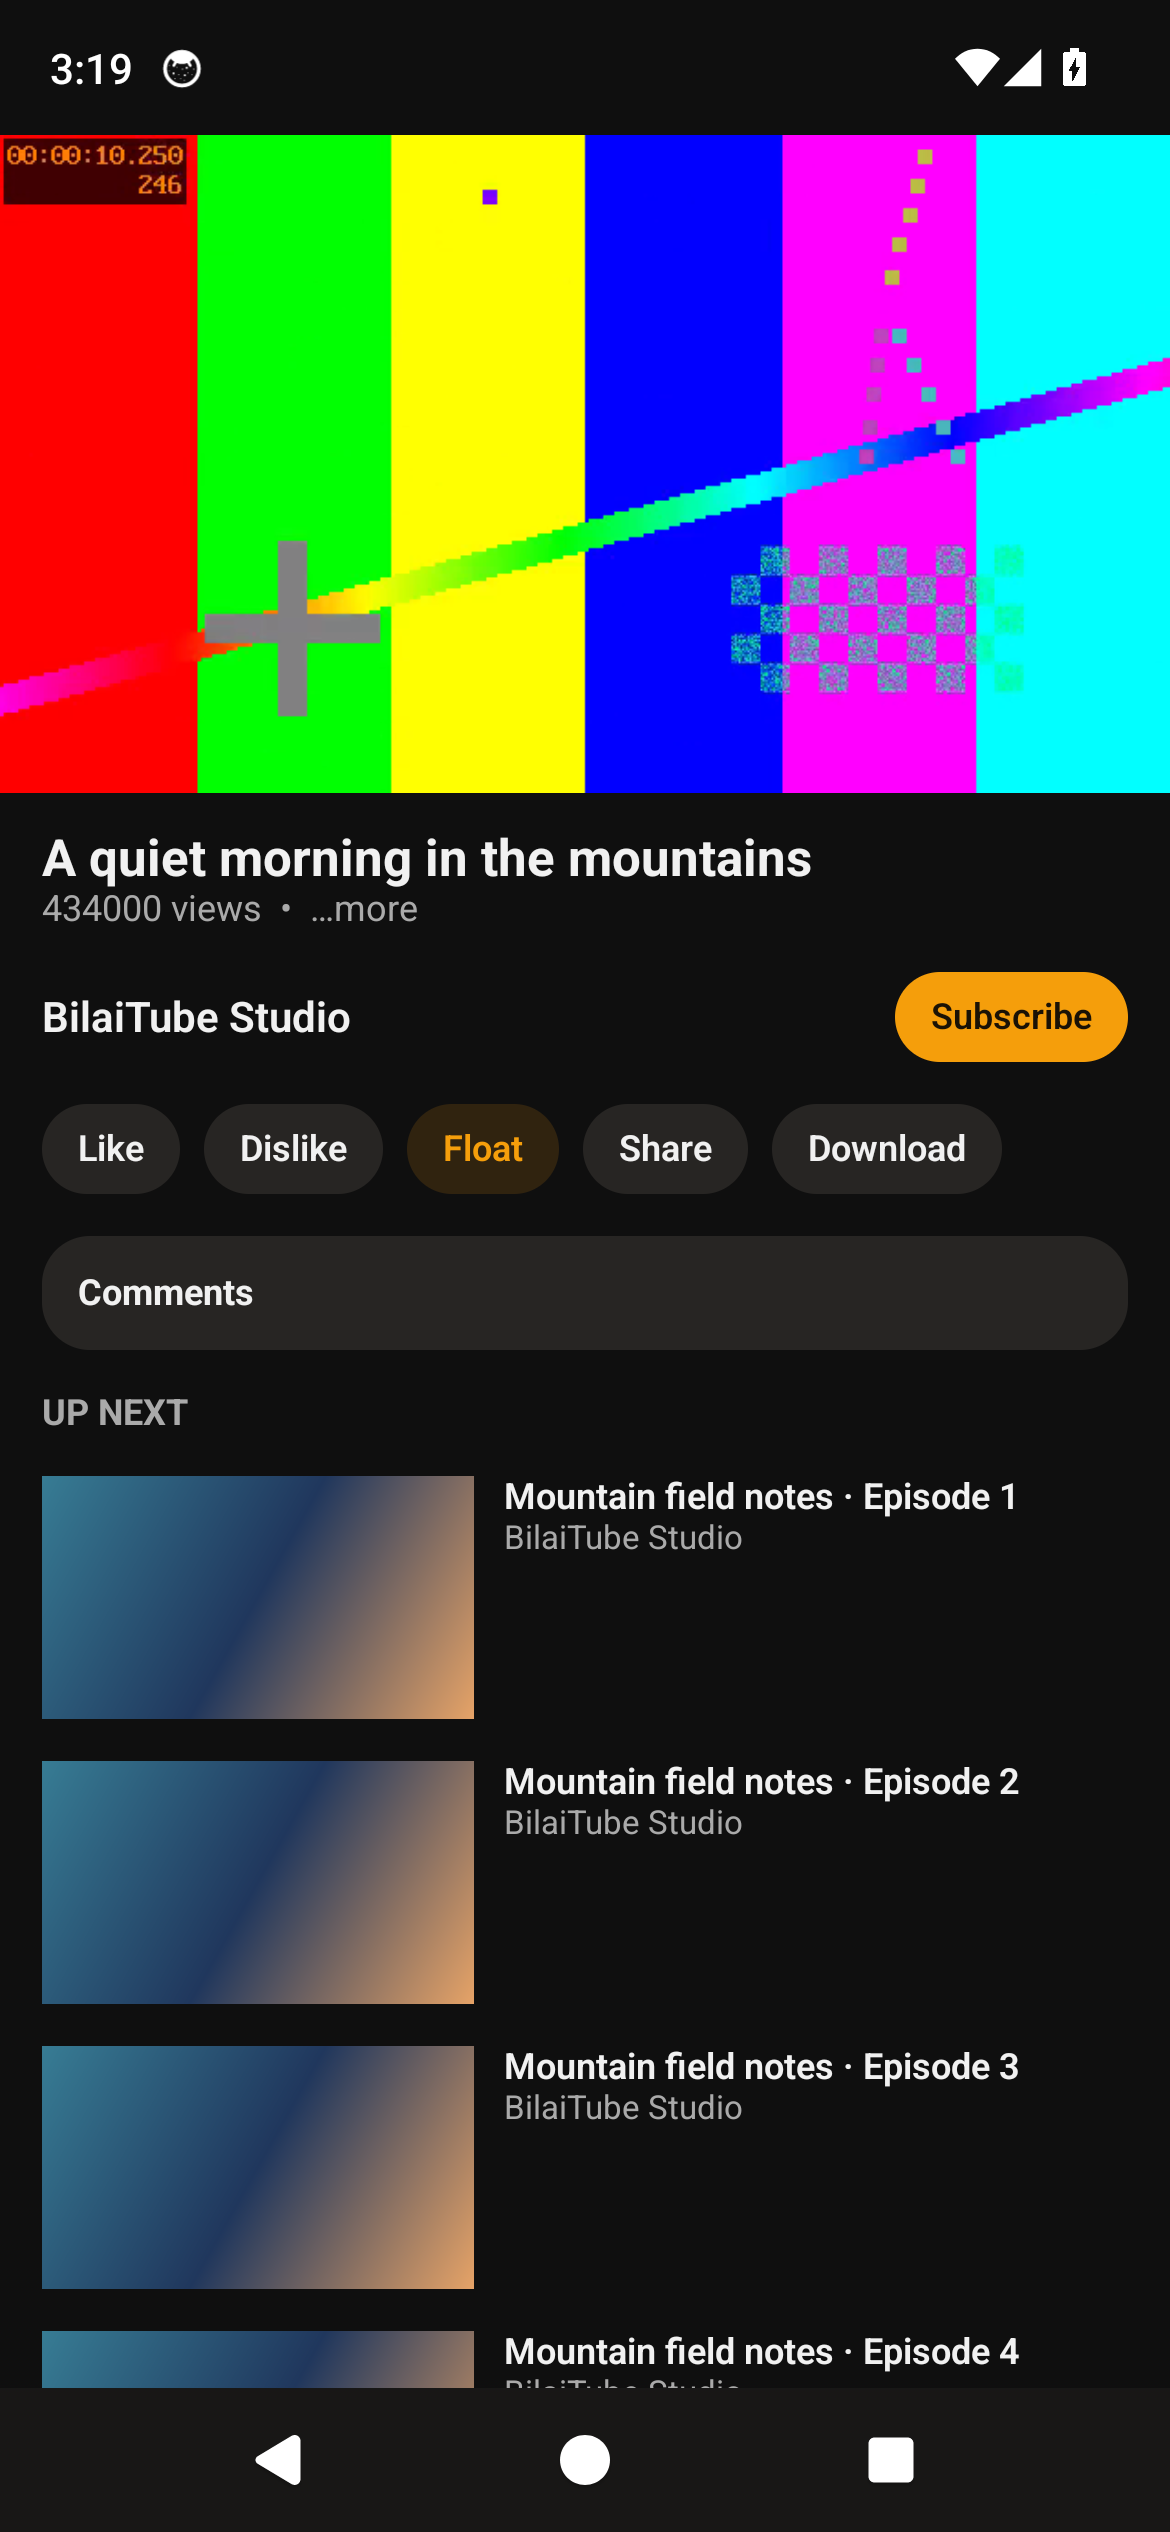 3:19
00:00:10.250
246
A quiet morning in the mountains
434000 views • …more
BilaiTube Studio
Subscribe
Like
Dislike
Float
Share
Download
Comments
UP NEXT
Mountain field notes · Episode 1
BilaiTube Studio
Mountain field notes · Episode 2
BilaiTube Studio
Mountain field notes · Episode 3
BilaiTube Studio
Mountain field notes · Episode 4
BilaiTube Studio